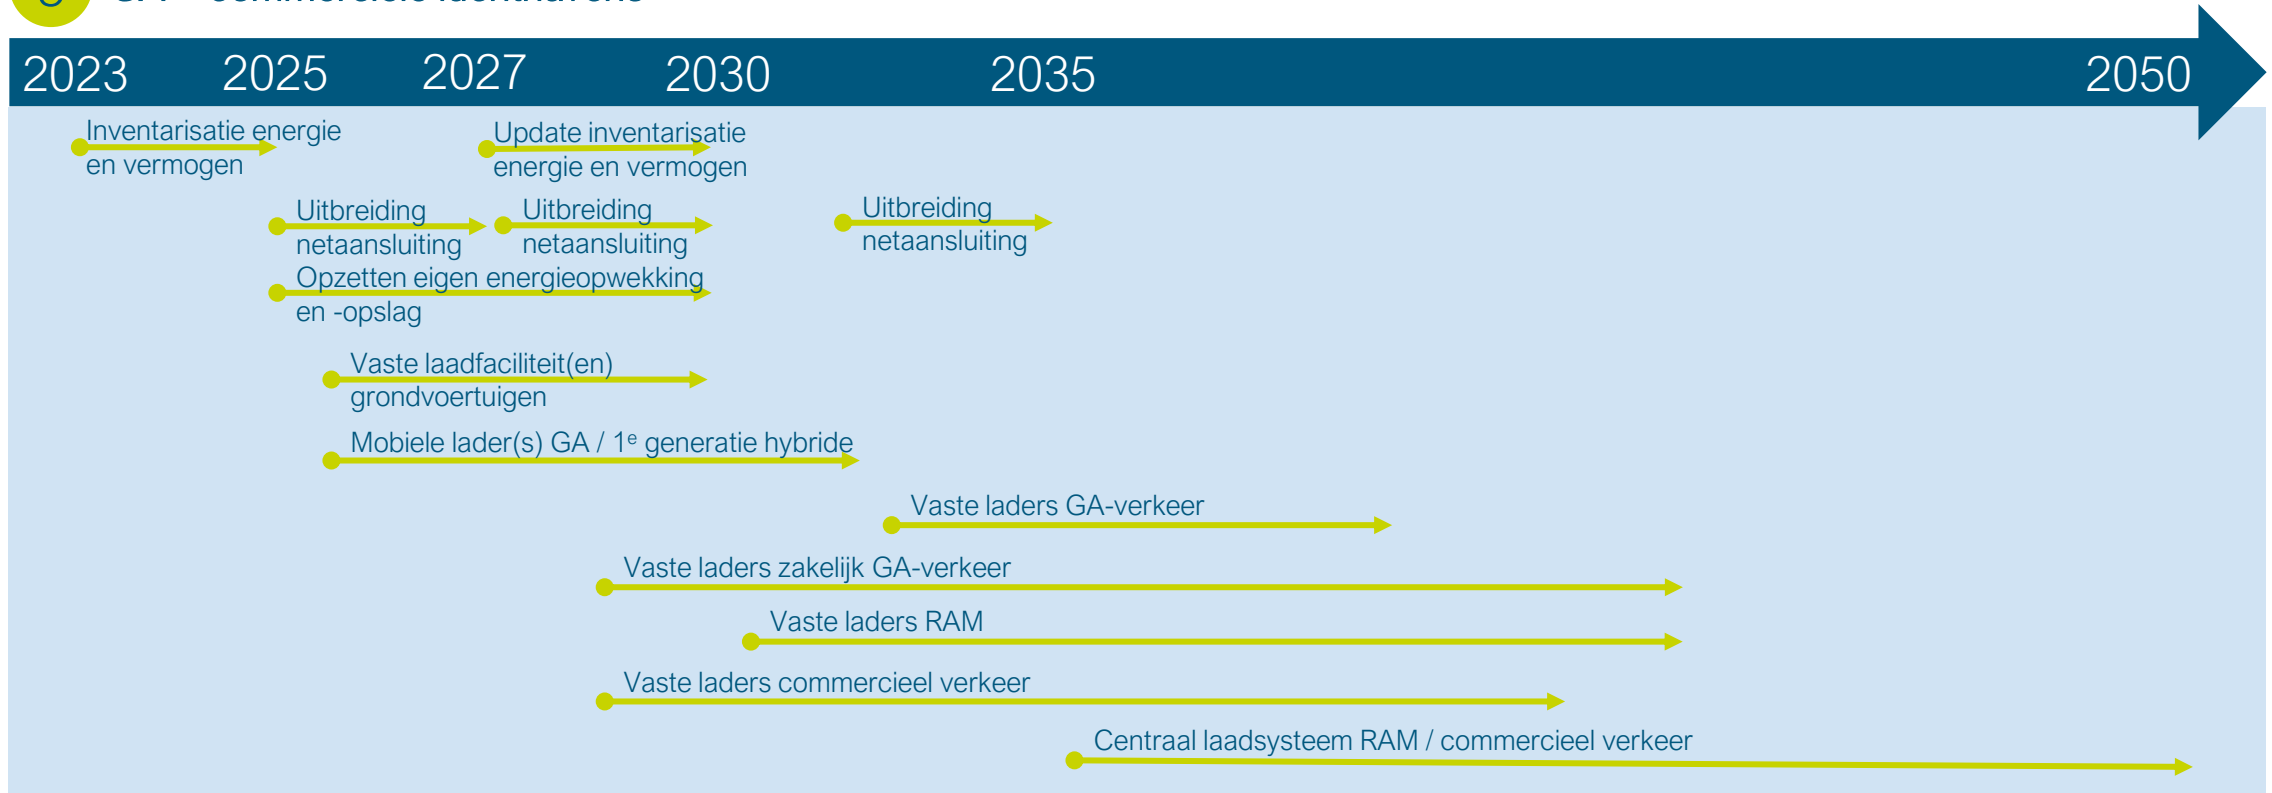 2023 2025 2027 2030 2035 2050
Inventarisatie energie
en vermogen
Update inventarisatie
energie en vermogen
Uitbreiding
netaansluiting
Uitbreiding
netaansluiting
Uitbreiding
netaansluiting
Opzetten eigen energieopwekking
en -opslag
Vaste laadfaciliteit(en)
grondvoertuigen
Mobiele lader(s) GA / 1e generatie hybride
Vaste laders GA-verkeer
Vaste laders zakelijk GA-verkeer
Vaste laders RAM
Vaste laders commercieel verkeer
Centraal laadsysteem RAM / commercieel verkeer